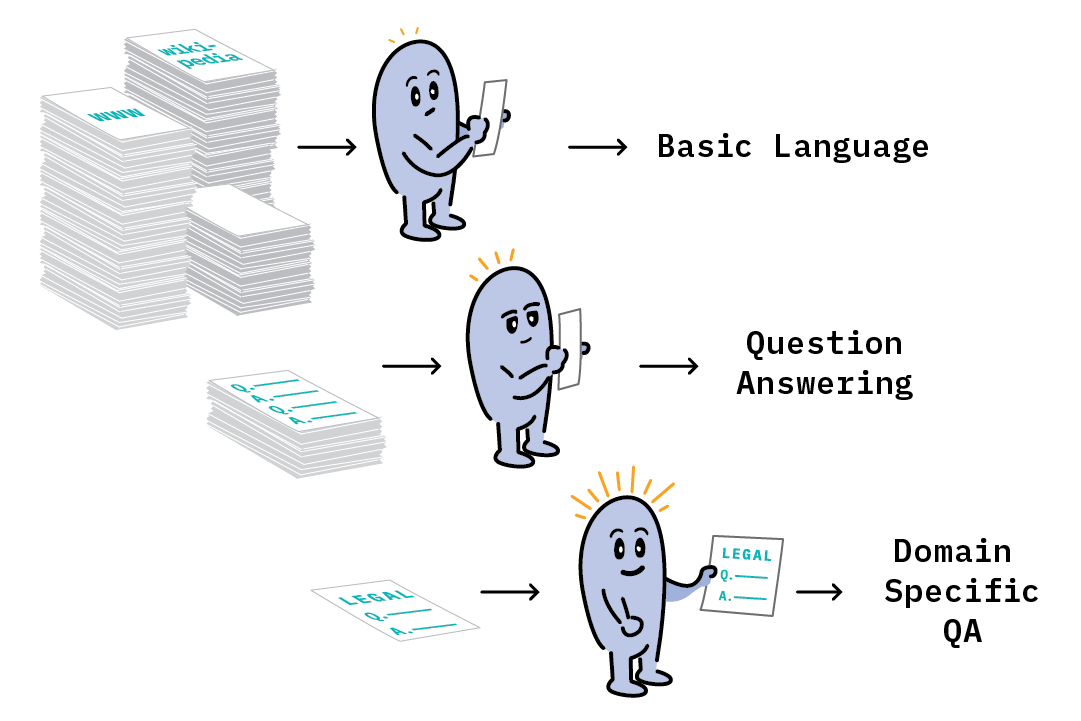 wiki-
pedia
www
Basic Language
Q.
A.
Q.
A.
Question
Answering
LEGAL
Q.
A.
LEGAL
Q.
A.
Domain
Specific
QA